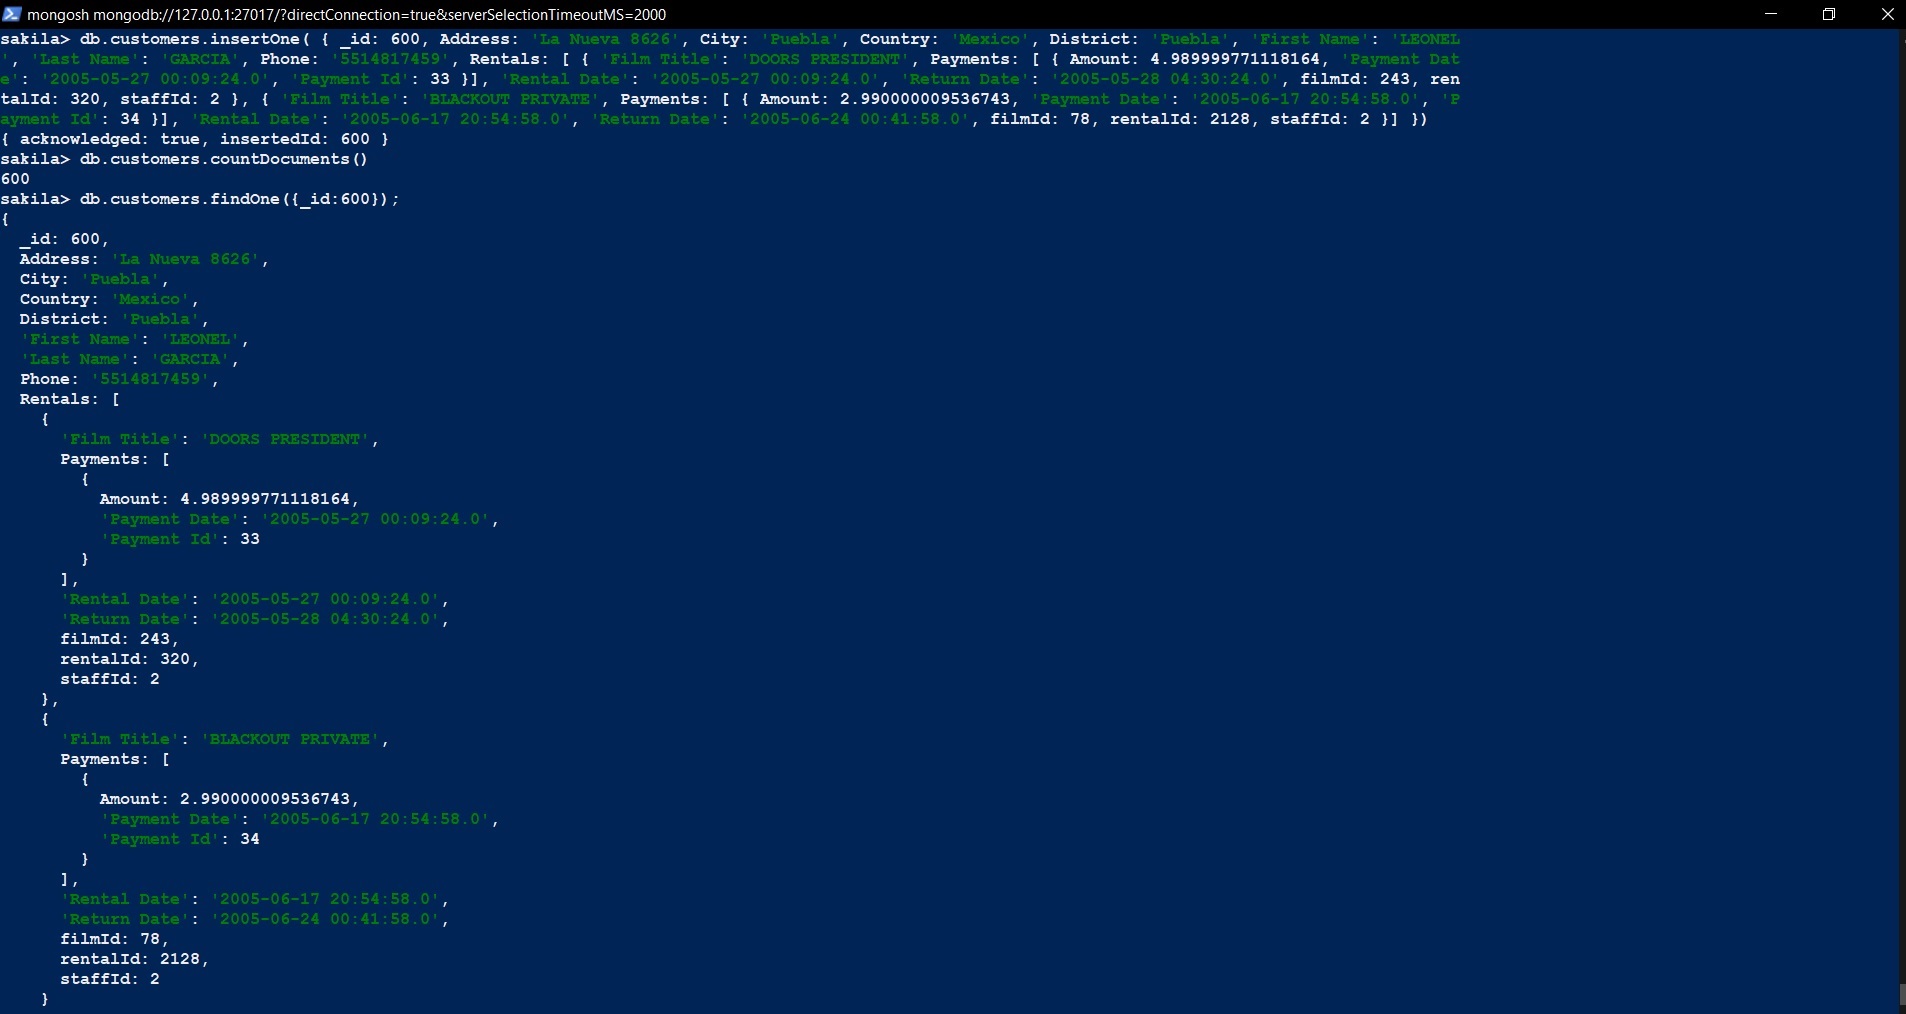 mongosh mongodb://127.0.0.1:27017/?directConnection=true&serverSelectionTimeoutMS=2000
sakila> db.customers.insertOne( { _id: 600, Address: 'La Nueva 8626', City: 'Puebla', Country: 'Mexico', District: 'Puebla', 'First Name': 'LEONEL
', 'Last Name': 'GARCIA', Phone: '5514817459', Rentals: [ { 'Film Title': 'DOORS PRESIDENT', Payments: [ { Amount: 4.989999771118164, 'Payment Dat
e': '2005-05-27 00:09:24.0', 'Payment Id': 33 }], 'Rental Date': '2005-05-27 00:09:24.0', 'Return Date': '2005-05-28 04:30:24.0', filmId: 243, ren
talId: 320, staffId: 2 }, { 'Film Title': 'BLACKOUT PRIVATE', Payments: [ { Amount: 2.990000009536743, 'Payment Date': '2005-06-17 20:54:58.0', 'P
ayment Id': 34 }], 'Rental Date': '2005-06-17 20:54:58.0', 'Return Date': '2005-06-24 00:41:58.0', filmId: 78, rentalId: 2128, staffId: 2 }] })
{ acknowledged: true, insertedId: 600 }
sakila> db.customers.countDocuments()
600
sakila> db.customers.findOne({_id:600});
{
  _id: 600,
  Address: 'La Nueva 8626',
  City: 'Puebla',
  Country: 'Mexico',
  District: 'Puebla',
  'First Name': 'LEONEL',
  'Last Name': 'GARCIA',
  Phone: '5514817459',
  Rentals: [
    {
      'Film Title': 'DOORS PRESIDENT',
      Payments: [
        {
          Amount: 4.989999771118164,
          'Payment Date': '2005-05-27 00:09:24.0',
          'Payment Id': 33
        }
      ],
      'Rental Date': '2005-05-27 00:09:24.0',
      'Return Date': '2005-05-28 04:30:24.0',
      filmId: 243,
      rentalId: 320,
      staffId: 2
    },
    {
      'Film Title': 'BLACKOUT PRIVATE',
      Payments: [
        {
          Amount: 2.990000009536743,
          'Payment Date': '2005-06-17 20:54:58.0',
          'Payment Id': 34
        }
      ],
      'Rental Date': '2005-06-17 20:54:58.0',
      'Return Date': '2005-06-24 00:41:58.0',
      filmId: 78,
      rentalId: 2128,
      staffId: 2
    }